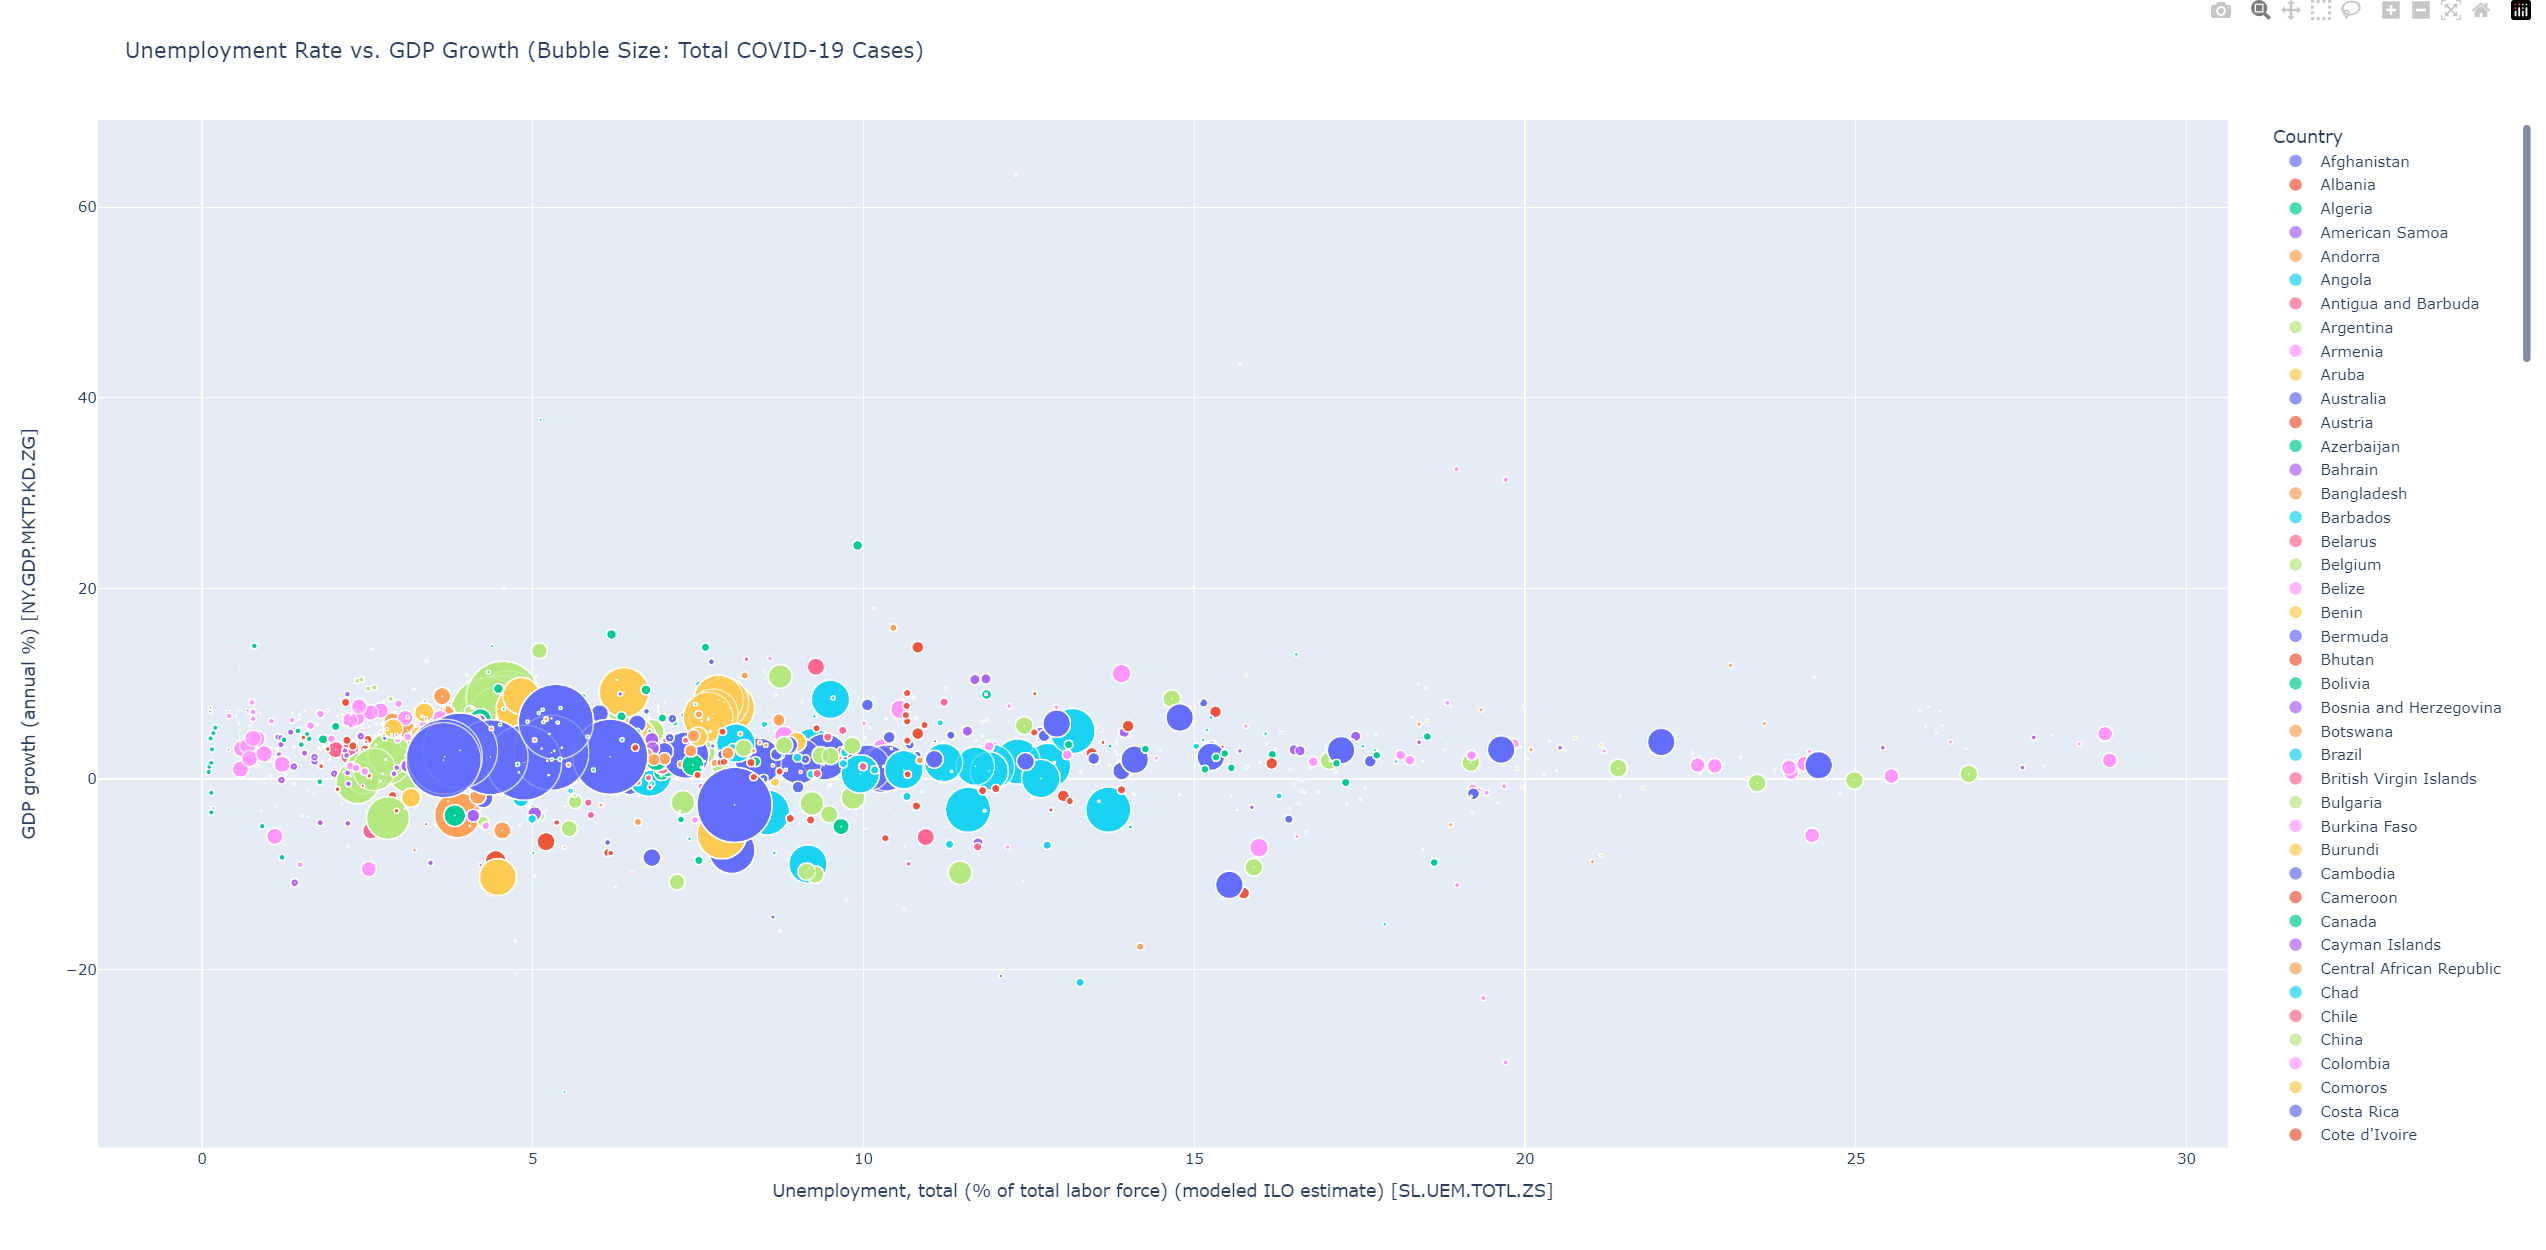 Unemployment Rate vs. GDP Growth (Bubble Size: Total COVID-19 Cases)
GDP growth (annual %) [NY.GDP.MKTP.KD.ZG]
60
40
20
0
−20
0
5
10
15
20
25
30
Unemployment, total (% of total labor force) (modeled ILO estimate) [SL.UEM.TOTL.ZS]
Country
Afghanistan
Albania
Algeria
American Samoa
Andorra
Angola
Antigua and Barbuda
Argentina
Armenia
Aruba
Australia
Austria
Azerbaijan
Bahrain
Bangladesh
Barbados
Belarus
Belgium
Belize
Benin
Bermuda
Bhutan
Bolivia
Bosnia and Herzegovina
Botswana
Brazil
British Virgin Islands
Bulgaria
Burkina Faso
Burundi
Cambodia
Cameroon
Canada
Cayman Islands
Central African Republic
Chad
Chile
China
Colombia
Comoros
Costa Rica
Cote d'Ivoire